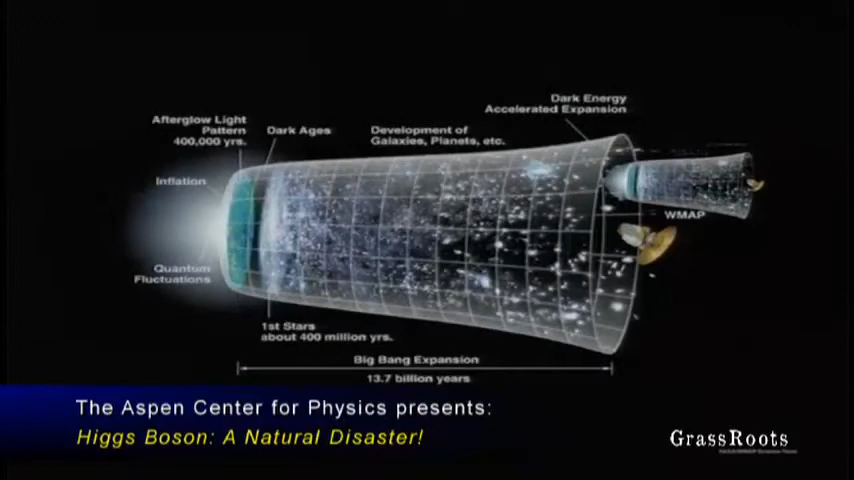 Dark Energy
Accelerated Expansion
Afterglow Light
Pattern
400,000 yrs.
Dark Ages
Development of
Galaxies, Planets, etc.
Inflation
WMAP
Quantum
Fluctuations
1st Stars
about 400 million yrs.
Big Bang Expansion
13.7 billion years
The Aspen Center for Physics presents:
Higgs Boson: A Natural Disaster!
GrassRoots